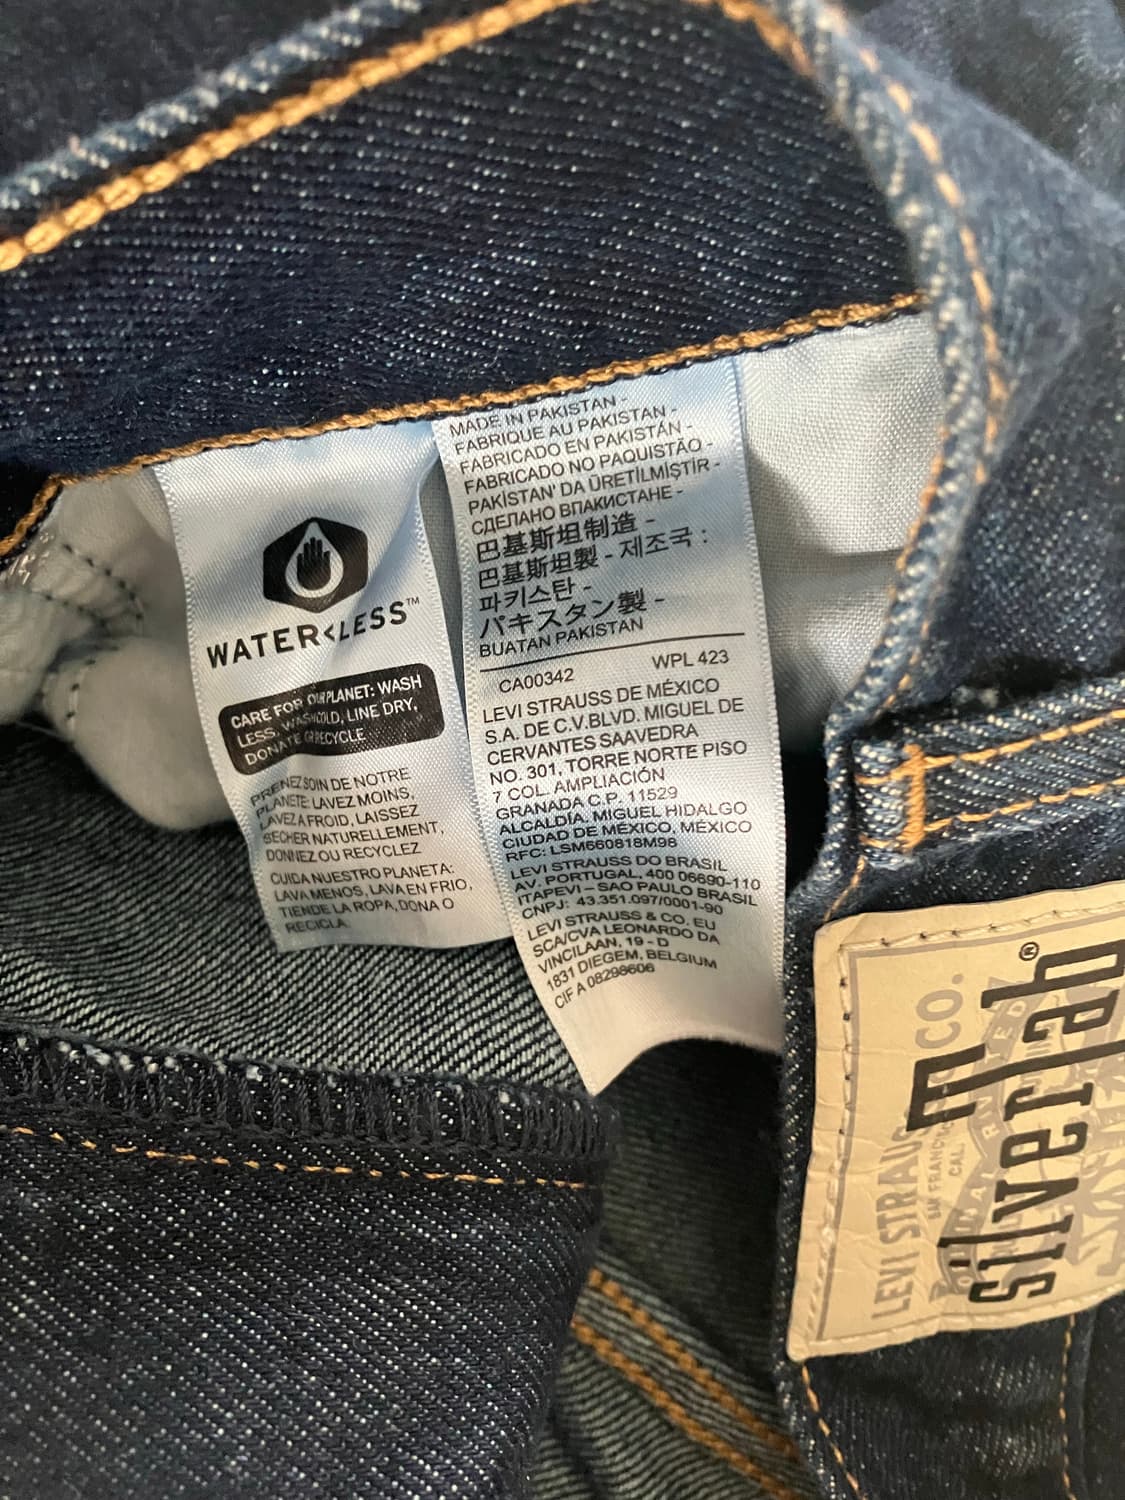 WATER<LESS™
CARE FOR OUR PLANET: WASH
LESS, WASH COLD, LINE DRY,
DONATE OR RECYCLE
PRENEZ SOIN DE NOTRE
PLANÈTE: LAVEZ MOINS,
LAVEZ A FROID, LAISSEZ
SÉCHER NATURELLEMENT,
DONNEZ OU RECYCLEZ
CUIDA NUESTRO PLANETA:
LAVA MENOS, LAVA EN FRIO,
TIENDE LA ROPA, DONA O
RECICLA.
MADE IN PAKISTAN -
FABRIQUE AU PAKISTAN -
FABRICADO EN PAKISTÁN -
FABRICADO NO PAQUISTÃO -
PAKİSTAN' DA ÜRETİLMİŞTİR -
СДЕЛАНО ВПАКИСТАНЕ -
巴基斯坦制造 -
巴基斯坦製 - 제조국 :
파키스탄 -
パキスタン製 -
BUATAN PAKISTAN
CA00342 WPL 423
LEVI STRAUSS DE MÉXICO
S.A. DE C.V.BLVD. MIGUEL DE
CERVANTES SAAVEDRA
NO. 301, TORRE NORTE PISO
7 COL. AMPLIACIÓN
GRANADA C.P. 11529
ALCALDÍA. MIGUEL HIDALGO
CIUDAD DE MÉXICO, MÉXICO
RFC: LSM660818M98
LEVI STRAUSS DO BRASIL
AV. PORTUGAL, 400 06690-110
ITAPEVI – SAO PAULO BRASIL
CNPJ: 43.351.097/0001-90
LEVI STRAUSS & CO. EU
SCA/CVA LEONARDO DA
VINCILAAN, 19 - D
1831 DIEGEM, BELGIUM
CIF A 08298606
LEVI STRAUSS CO.
SAN FRANCISCO
CAL.
silverTab®